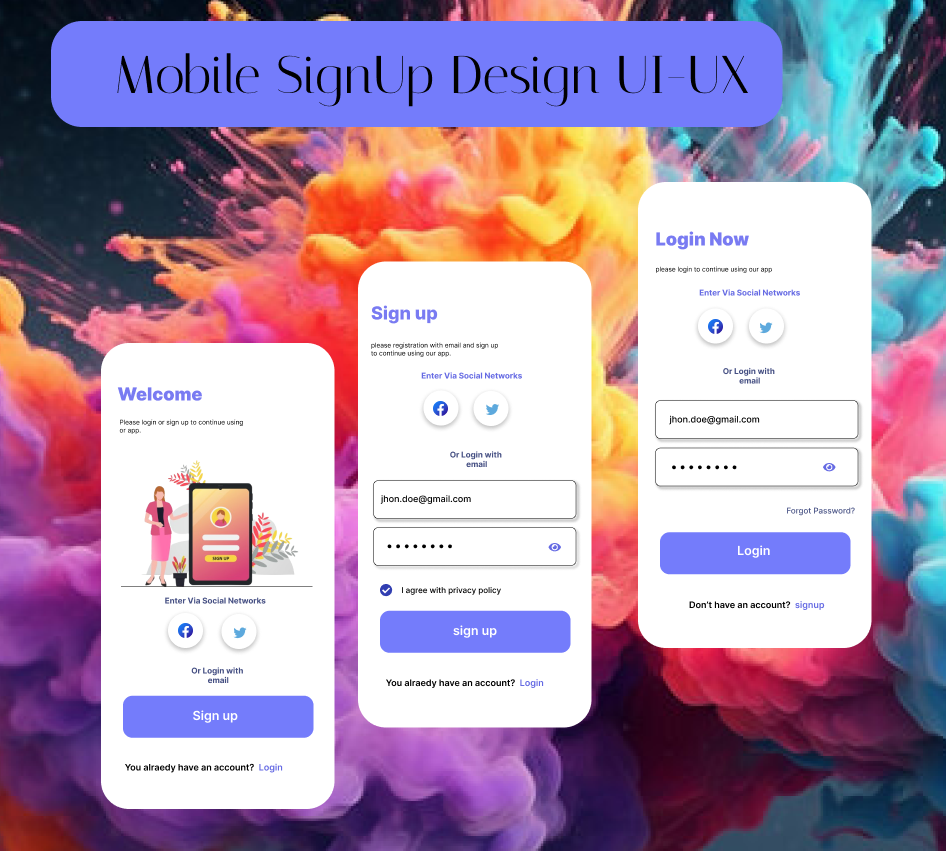 Mobile SignUp Design UI-UX
Welcome
Please login or sign up to continue using
or app.
SIGN UP
Enter Via Social Networks
Or Login with
email
Sign up
You alraedy have an account? Login
Sign up
please registration with email and sign up
to continue using our app.
Enter Via Social Networks
Or Login with
email
jhon.doe@gmail.com
I agree with privacy policy
sign up
You alraedy have an account? Login
Login Now
please login to continue using our app
Enter Via Social Networks
Or Login with
email
jhon.doe@gmail.com
Forgot Password?
Login
Don't have an account? signup